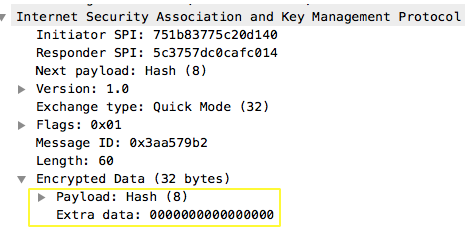 Internet Security Association and Key Management Protocol
Initiator SPI: 751b83775c20d140
Responder SPI: 5c3757dc0cafc014
Next payload: Hash (8)
Version: 1.0
Exchange type: Quick Mode (32)
Flags: 0x01
Message ID: 0x3aa579b2
Length: 60
Encrypted Data (32 bytes)
Payload: Hash (8)
Extra data: 0000000000000000